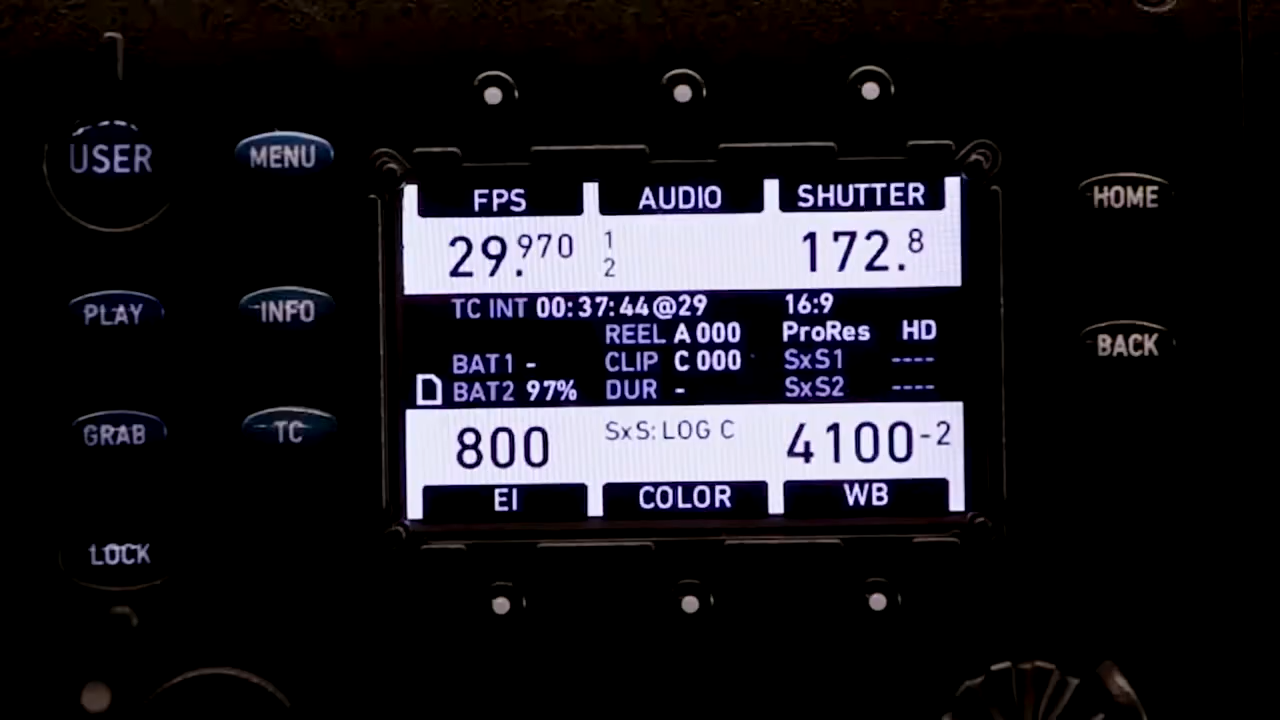 USER
MENU
PLAY
INFO
GRAB
TC
LOCK
FPS AUDIO SHUTTER
29.970 1 2 172.8
TC INT 00:37:44@29 16:9
REEL A 000 ProRes HD
BAT1 - CLIP C 000 SxS1 ----
BAT2 97% DUR - SxS2 ----
800 SxS: LOG C 4100-2
EI COLOR WB
HOME
BACK